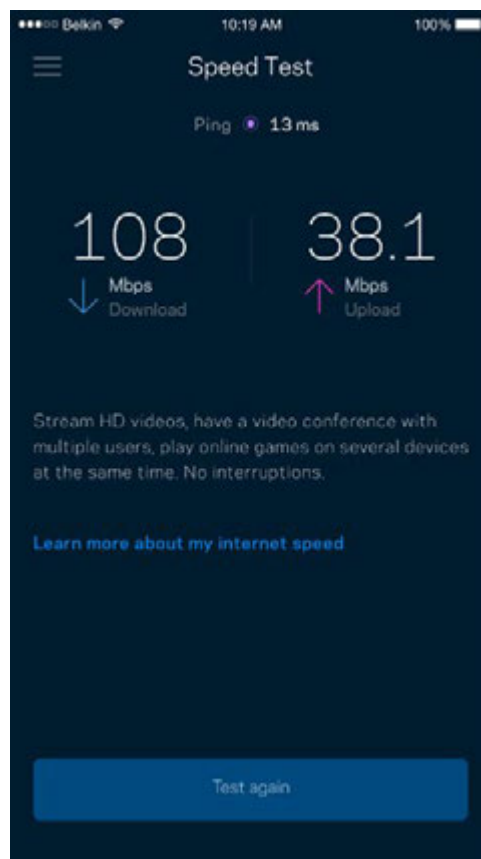 Belkin 10:19 AM 100%
Speed Test
Ping 13 ms
108 38.1
Mbps Mbps
Download Upload
Stream HD videos, have a video conference with
multiple users, play online games on several devices
at the same time. No interruptions.
Learn more about my internet speed
Test again